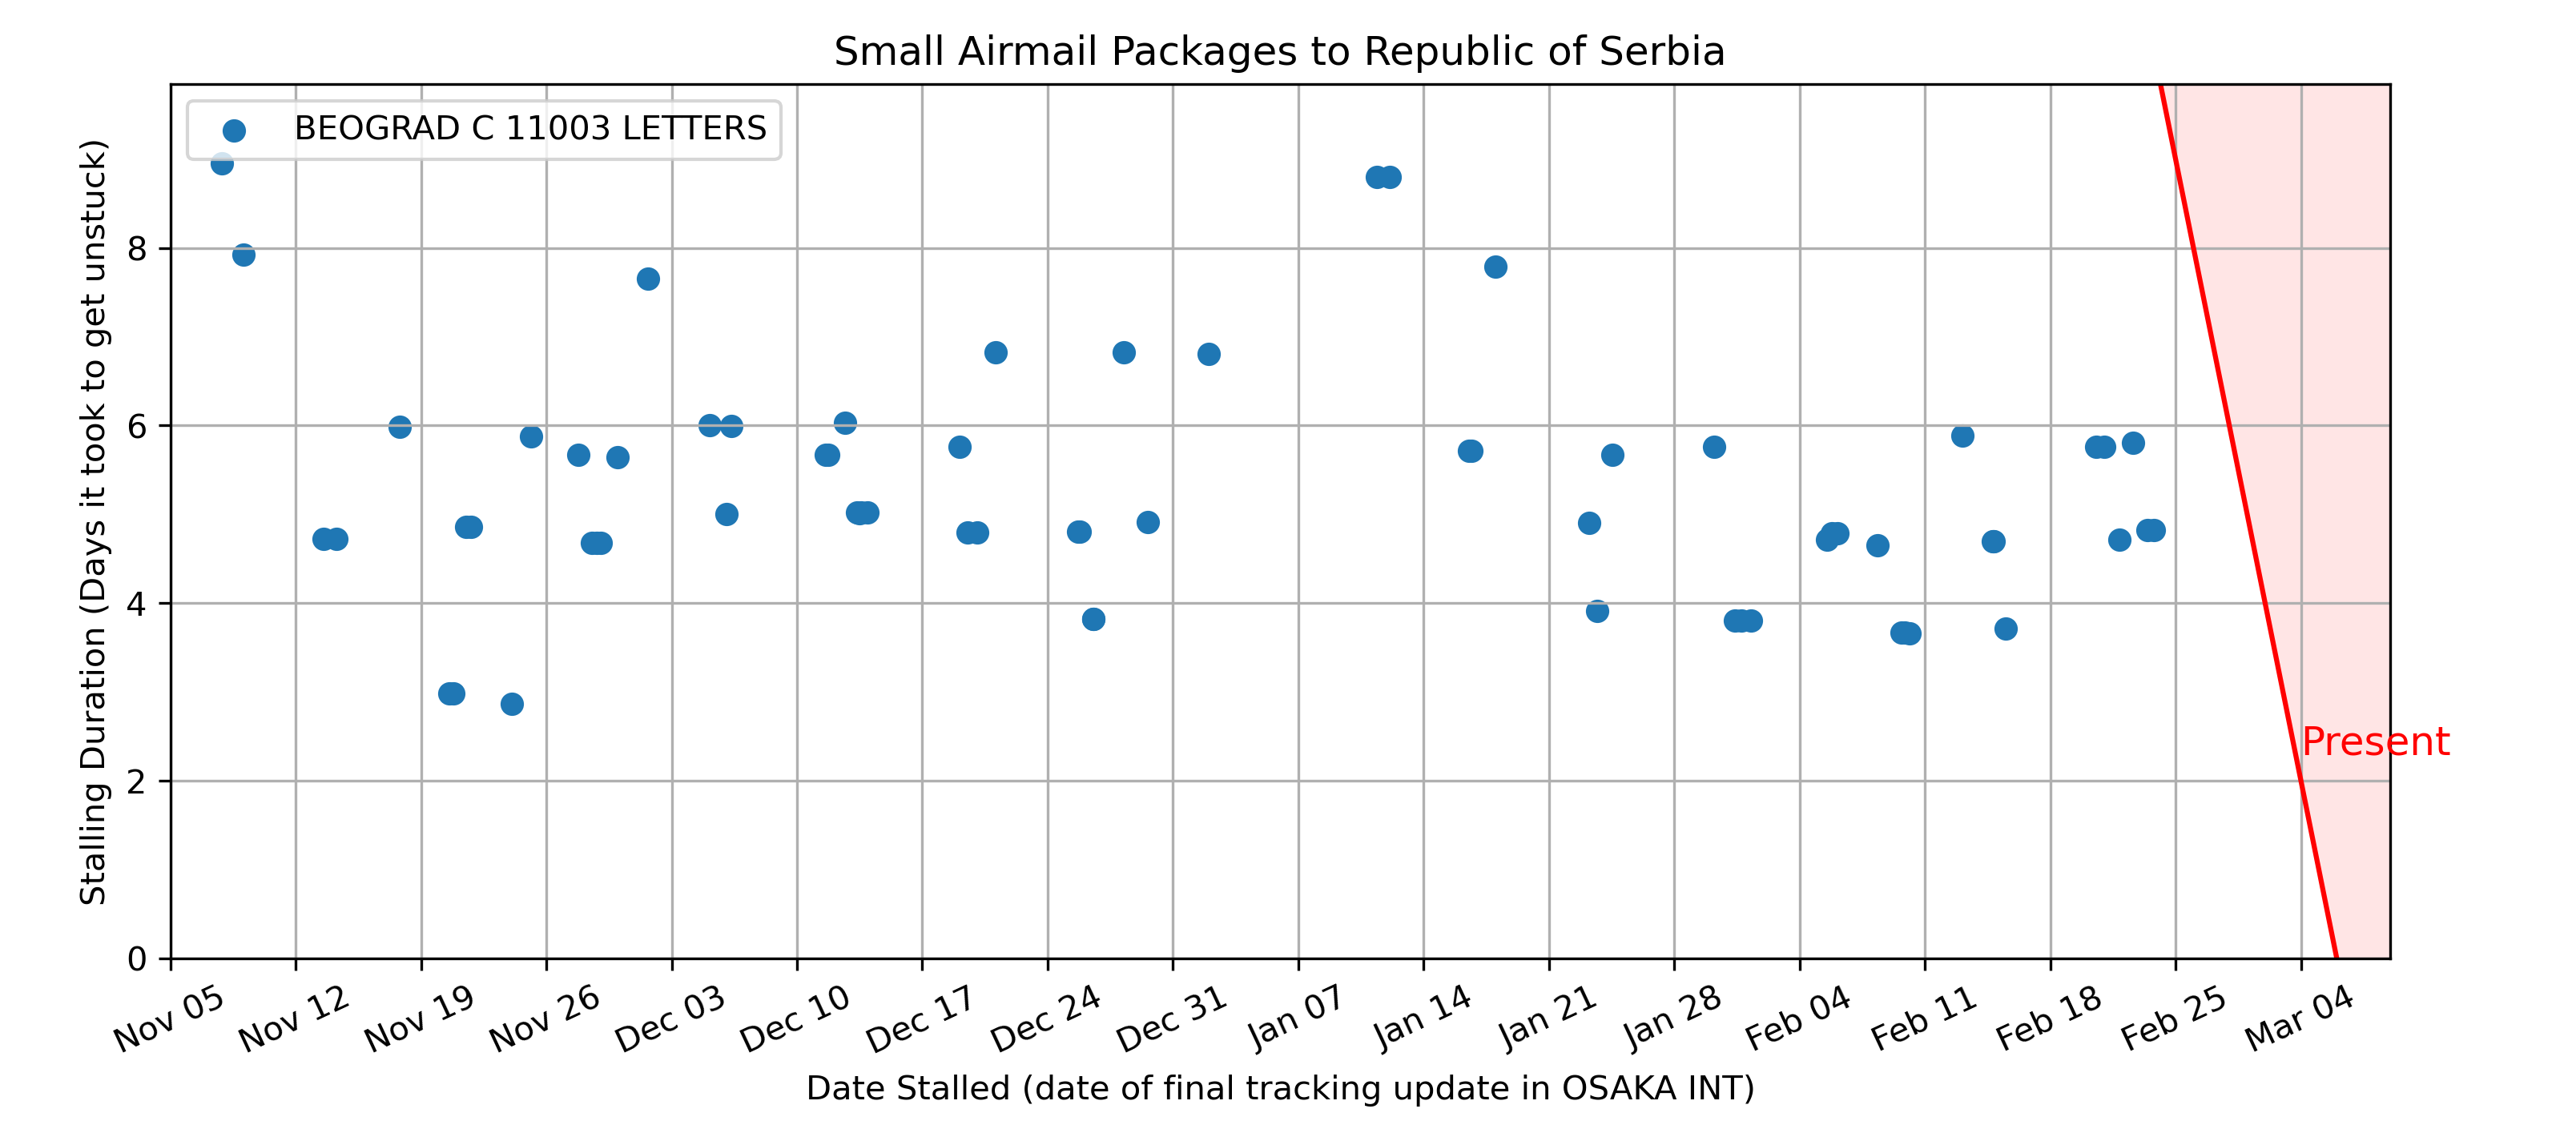 Small Airmail Packages to Republic of Serbia
BEOGRAD C 11003 LETTERS
Stalling Duration (Days it took to get unstuck)
8
6
4
2
0
Present
Nov 05
Nov 12
Nov 19
Nov 26
Dec 03
Dec 10
Dec 17
Dec 24
Dec 31
Jan 07
Jan 14
Jan 21
Jan 28
Feb 04
Feb 11
Feb 18
Feb 25
Mar 04
Date Stalled (date of final tracking update in OSAKA INT)